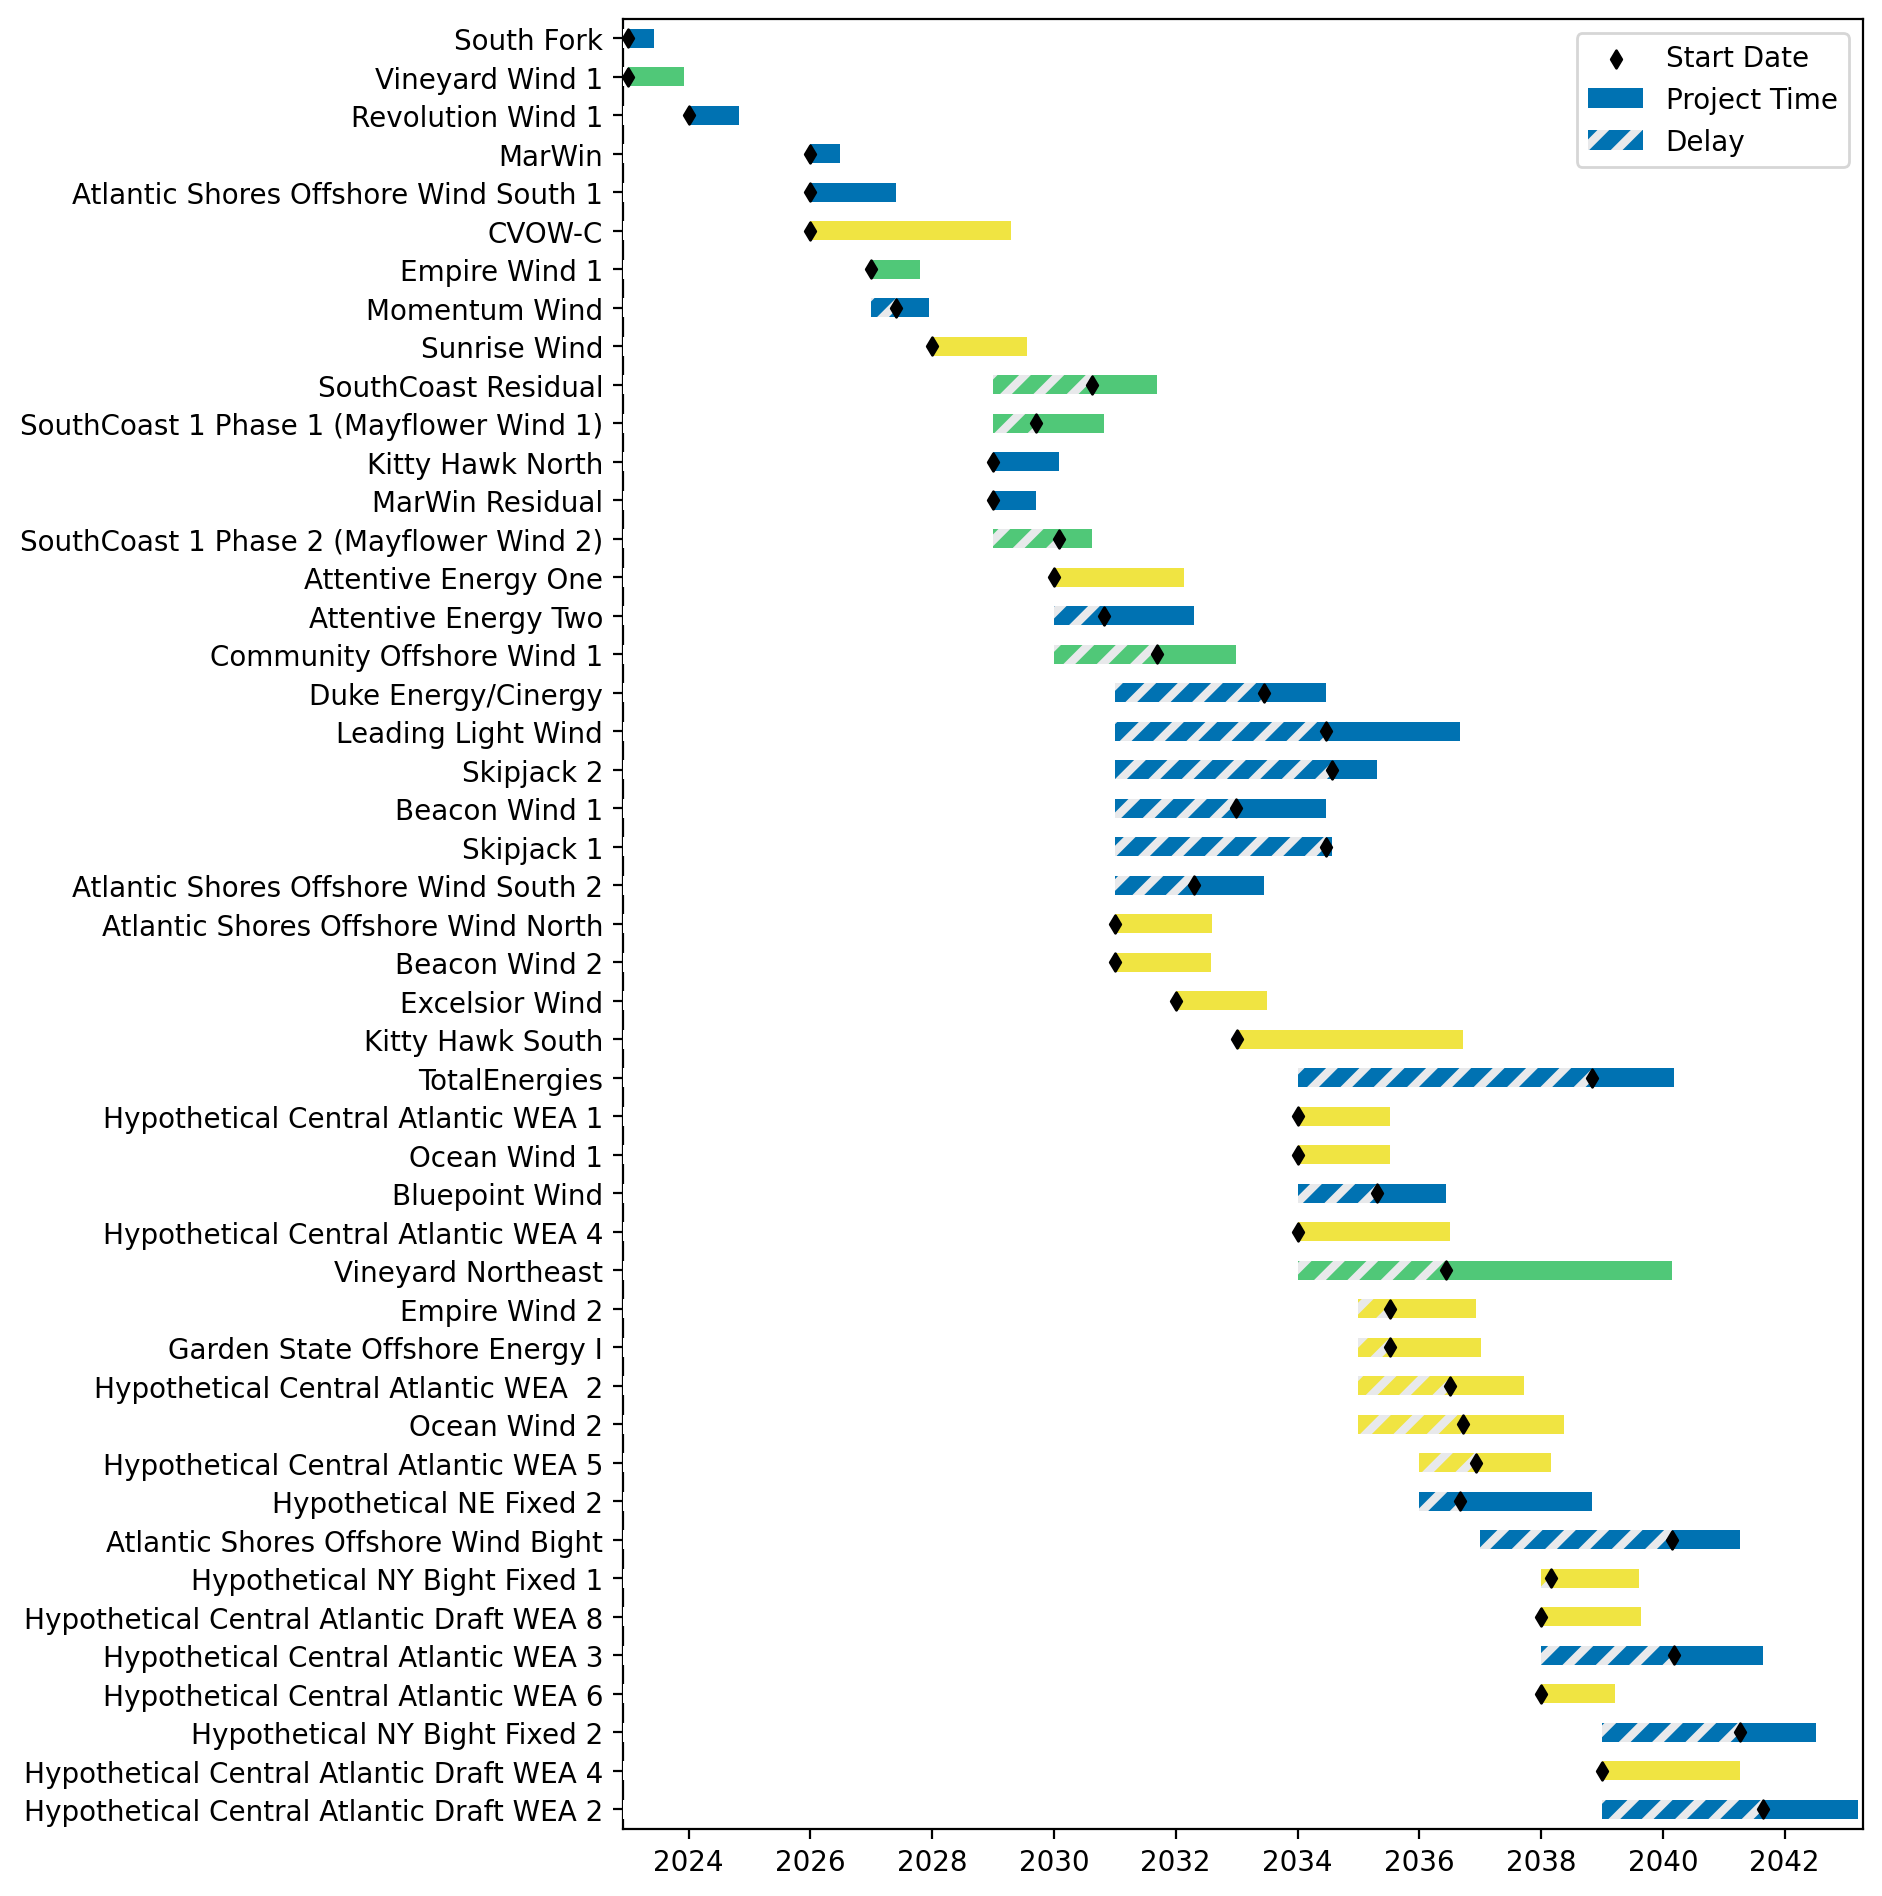 South Fork
Vineyard Wind 1
Revolution Wind 1
MarWin
Atlantic Shores Offshore Wind South 1
CVOW-C
Empire Wind 1
Momentum Wind
Sunrise Wind
SouthCoast Residual
SouthCoast 1 Phase 1 (Mayflower Wind 1)
Kitty Hawk North
MarWin Residual
SouthCoast 1 Phase 2 (Mayflower Wind 2)
Attentive Energy One
Attentive Energy Two
Community Offshore Wind 1
Duke Energy/Cinergy
Leading Light Wind
Skipjack 2
Beacon Wind 1
Skipjack 1
Atlantic Shores Offshore Wind South 2
Atlantic Shores Offshore Wind North
Beacon Wind 2
Excelsior Wind
Kitty Hawk South
TotalEnergies
Hypothetical Central Atlantic WEA 1
Ocean Wind 1
Bluepoint Wind
Hypothetical Central Atlantic WEA 4
Vineyard Northeast
Empire Wind 2
Garden State Offshore Energy I
Hypothetical Central Atlantic WEA  2
Ocean Wind 2
Hypothetical Central Atlantic WEA 5
Hypothetical NE Fixed 2
Atlantic Shores Offshore Wind Bight
Hypothetical NY Bight Fixed 1
Hypothetical Central Atlantic Draft WEA 8
Hypothetical Central Atlantic WEA 3
Hypothetical Central Atlantic WEA 6
Hypothetical NY Bight Fixed 2
Hypothetical Central Atlantic Draft WEA 4
Hypothetical Central Atlantic Draft WEA 2
Start Date
Project Time
Delay
2024 2026 2028 2030 2032 2034 2036 2038 2040 2042